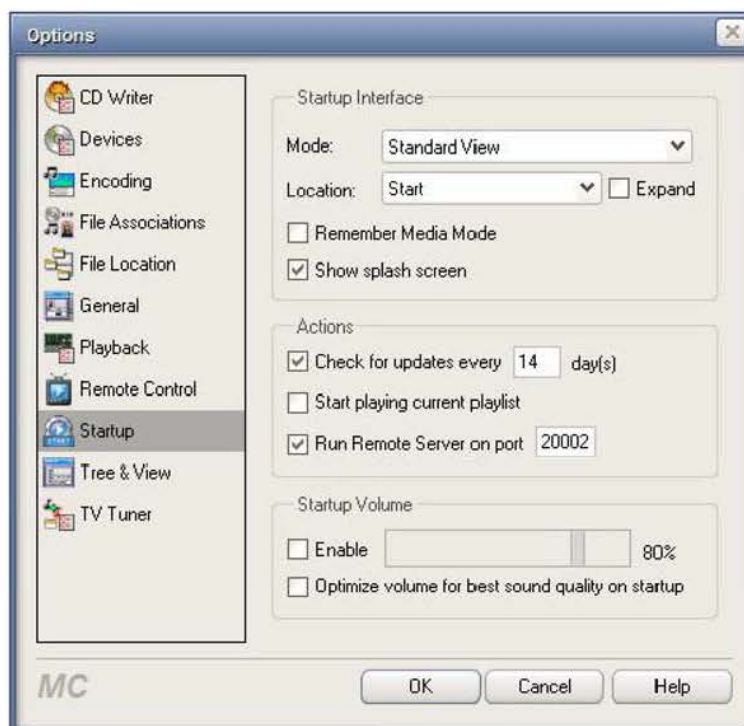 Options
CD Writer
Devices
Encoding
File Associations
File Location
General
Playback
Remote Control
Startup
Tree & View
TV Tuner
Startup Interface
Mode: Standard View
Location: Start Expand
Remember Media Mode
Show splash screen
Actions
Check for updates every 14 day(s)
Start playing current playlist
Run Remote Server on port 20002
Startup Volume
Enable 80%
Optimize volume for best sound quality on startup
MC
OK Cancel Help